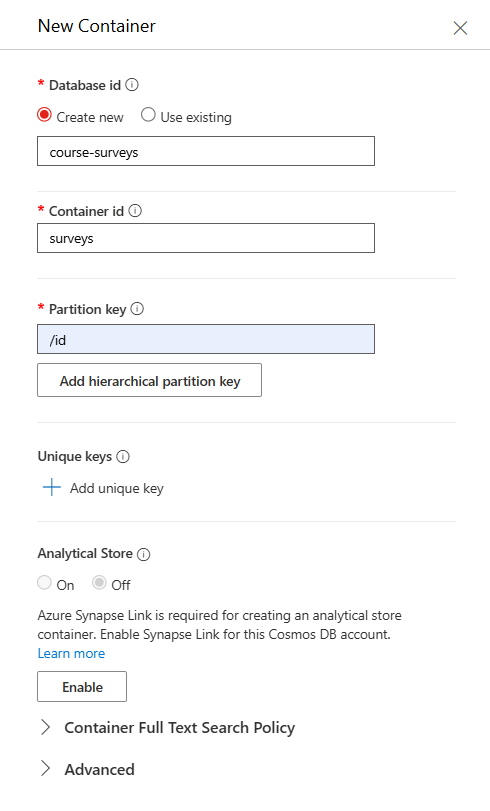 New Container
* Database id
Create new Use existing
course-surveys
* Container id
surveys
* Partition key
/id
Add hierarchical partition key
Unique keys
Add unique key
Analytical Store
On Off
Azure Synapse Link is required for creating an analytical store
container. Enable Synapse Link for this Cosmos DB account.
Learn more
Enable
Container Full Text Search Policy
Advanced